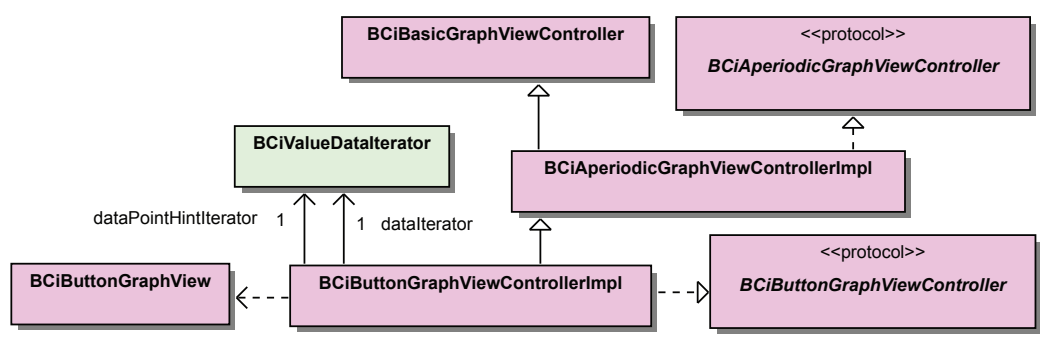 BCiBasicGraphViewController
<<protocol>>
BCiAperiodicGraphViewController
BCiValueDataIterator
BCiAperiodicGraphViewControllerImpl
dataPointHintIterator 1
1 dataIterator
BCiButtonGraphView
BCiButtonGraphViewControllerImpl
<<protocol>>
BCiButtonGraphViewController